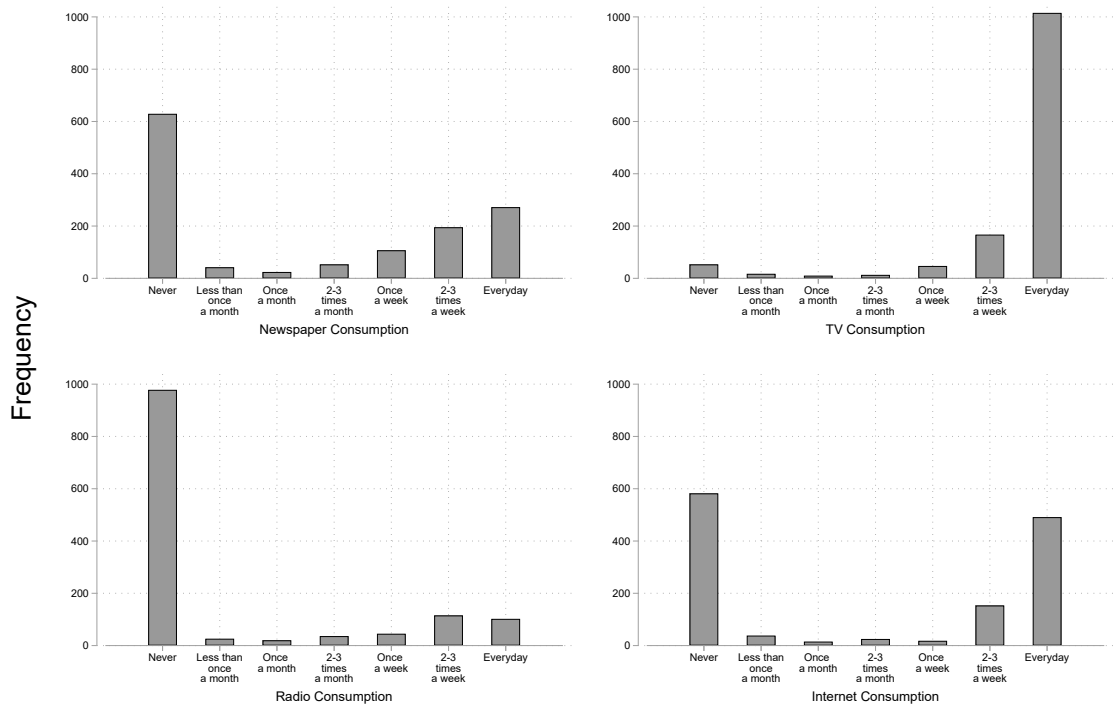 Frequency
1000
800
600
400
200
0
Never
Less than
once
a month
Once
a month
2-3
times
a month
Once
a week
2-3
times
a week
Everyday
Newspaper Consumption
1000
800
600
400
200
0
Never
Less than
once
a month
Once
a month
2-3
times
a month
Once
a week
2-3
times
a week
Everyday
TV Consumption
1000
800
600
400
200
0
Never
Less than
once
a month
Once
a month
2-3
times
a month
Once
a week
2-3
times
a week
Everyday
Radio Consumption
1000
800
600
400
200
0
Never
Less than
once
a month
Once
a month
2-3
times
a month
Once
a week
2-3
times
a week
Everyday
Internet Consumption